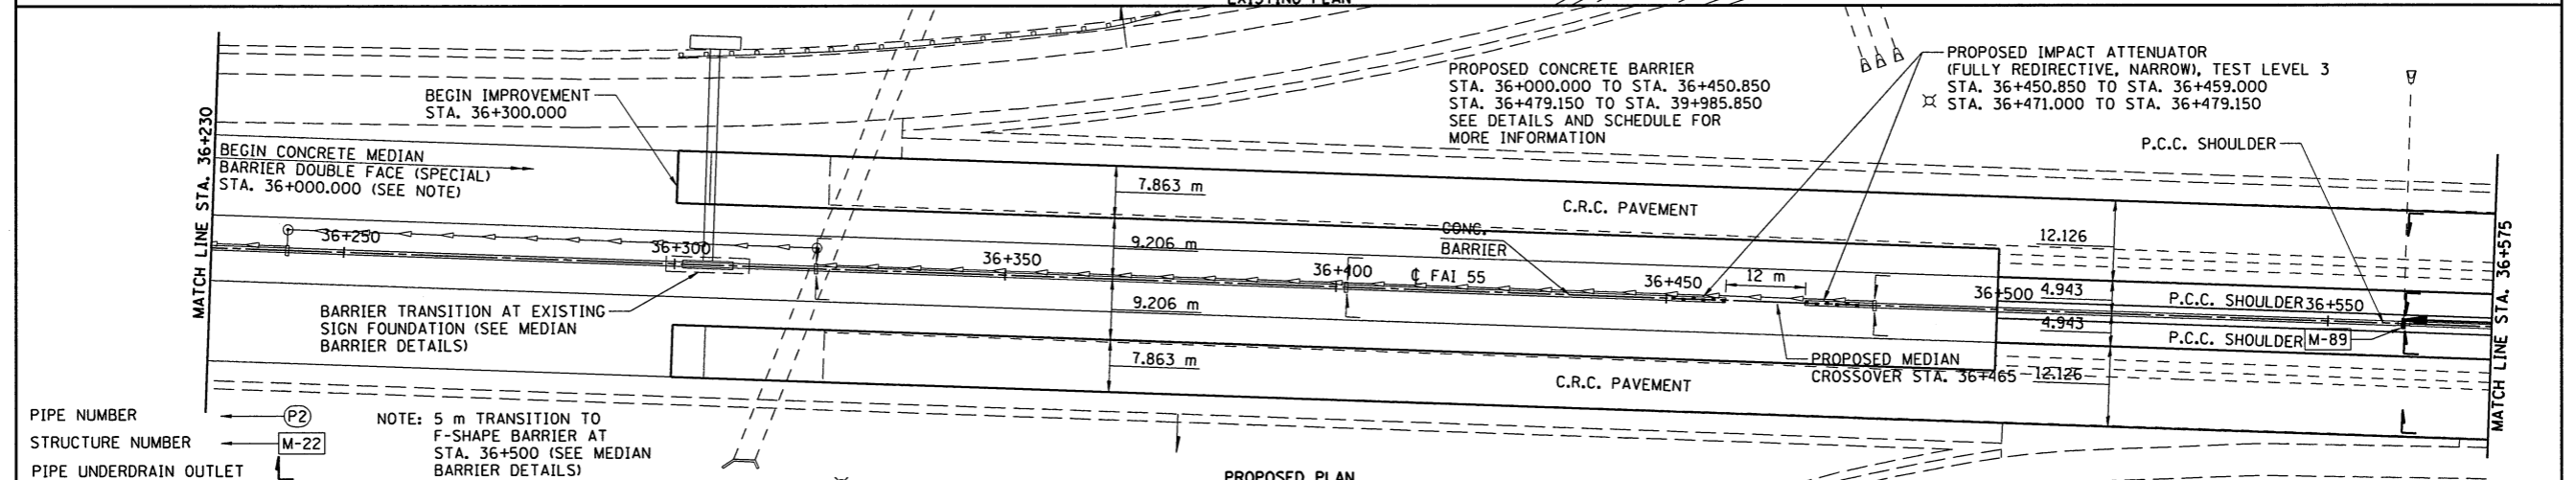 EXISTING PLAN
MATCH LINE STA. 36+230
BEGIN IMPROVEMENT
STA. 36+300.000
BEGIN CONCRETE MEDIAN
BARRIER DOUBLE FACE (SPECIAL)
STA. 36+000.000 (SEE NOTE)
PROPOSED CONCRETE BARRIER
STA. 36+000.000 TO STA. 36+450.850
STA. 36+479.150 TO STA. 39+985.850
SEE DETAILS AND SCHEDULE FOR
MORE INFORMATION
PROPOSED IMPACT ATTENUATOR
(FULLY REDIRECTIVE, NARROW), TEST LEVEL 3
STA. 36+450.850 TO STA. 36+459.000
STA. 36+471.000 TO STA. 36+479.150
P.C.C. SHOULDER
7.863 m
C.R.C. PAVEMENT
36+250
36+300
9.206 m
36+350
CONC.
BARRIER
36+400
℄ FAI 55
36+450
12 m
12.126
36+500
4.943
P.C.C. SHOULDER
36+550
MATCH LINE STA. 36+575
BARRIER TRANSITION AT EXISTING
SIGN FOUNDATION (SEE MEDIAN
BARRIER DETAILS)
9.206 m
4.943
P.C.C. SHOULDER
M-89
7.863 m
C.R.C. PAVEMENT
PROPOSED MEDIAN
CROSSOVER STA. 36+465
12.126
PIPE NUMBER
P2
STRUCTURE NUMBER
M-22
PIPE UNDERDRAIN OUTLET
NOTE: 5 m TRANSITION TO
F-SHAPE BARRIER AT
STA. 36+500 (SEE MEDIAN
BARRIER DETAILS)
PROPOSED PLAN